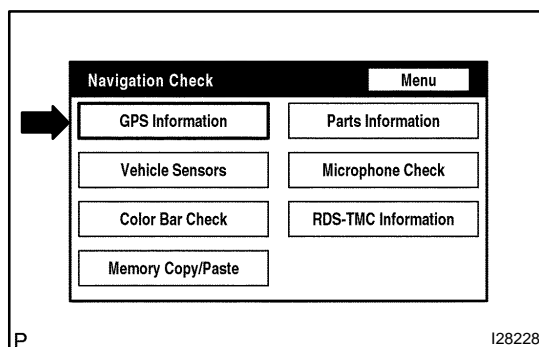 Navigation Check Menu
GPS Information Parts Information
Vehicle Sensors Microphone Check
Color Bar Check RDS-TMC Information
Memory Copy/Paste
P I28228